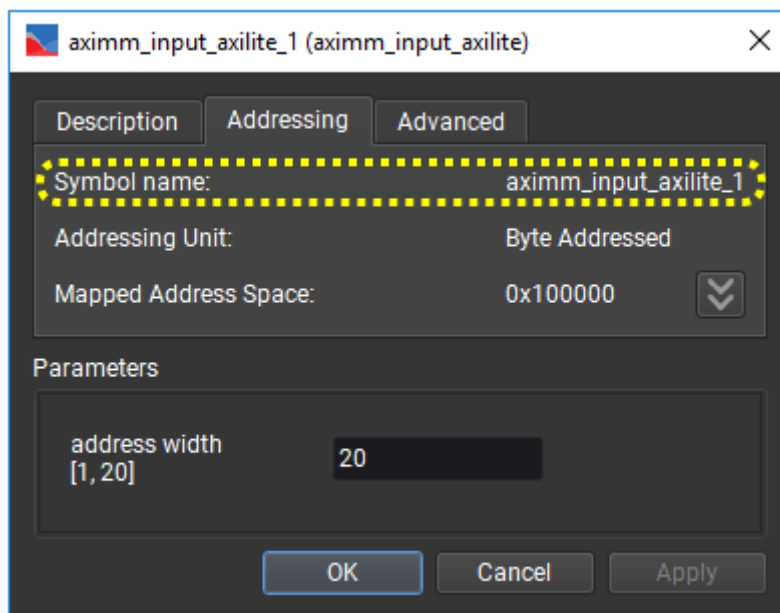 aximm_input_axilite_1 (aximm_input_axilite)
Description Addressing Advanced
Symbol name: aximm_input_axilite_1
Addressing Unit: Byte Addressed
Mapped Address Space: 0x100000
Parameters
address width
[1, 20]
20
OK Cancel Apply